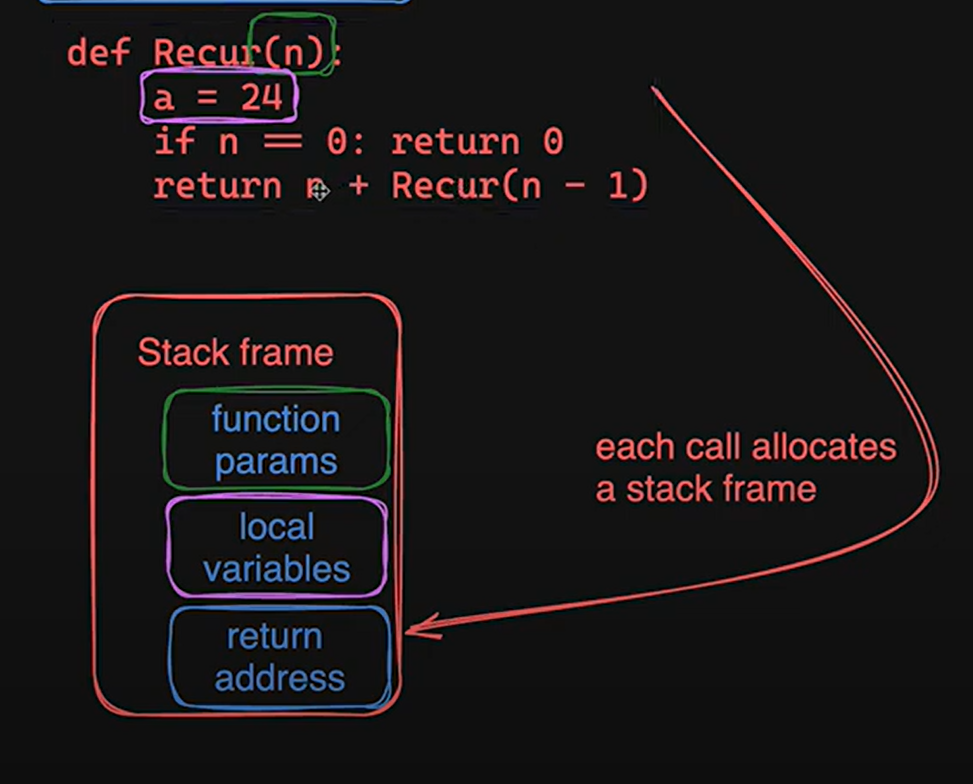 def Recur(n):
a = 24
if n == 0: return 0
return n + Recur(n - 1)
Stack frame
function
params
local
variables
return
address
each call allocates
a stack frame